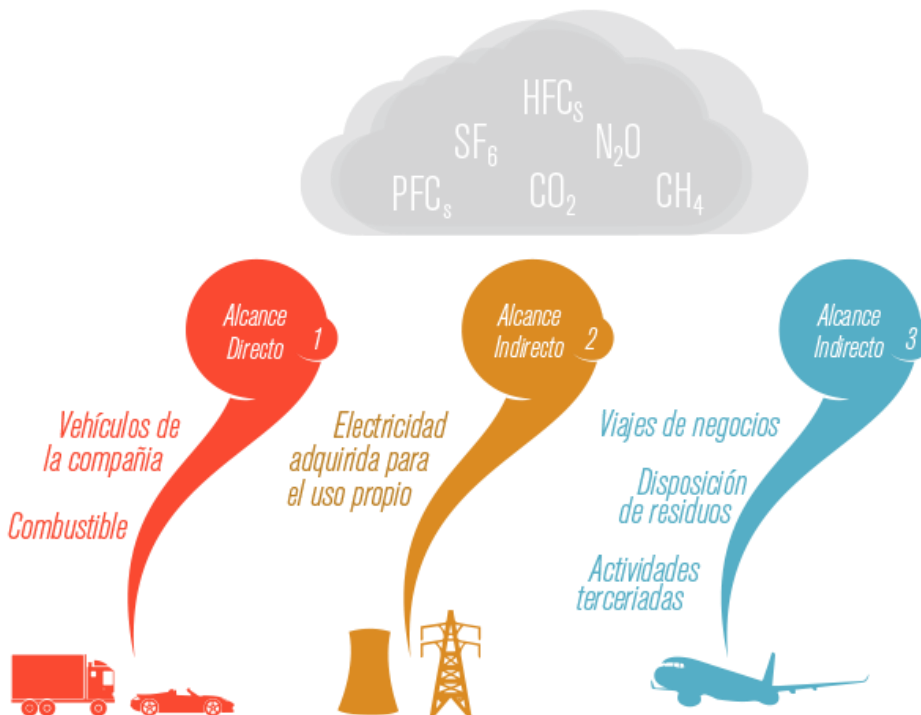 HFCs
SF₆ N₂O
PFCs CO₂ CH₄
Alcance
Directo 1
Alcance
Indirecto 2
Alcance
Indirecto 3
Vehículos de
la compañia
Combustible
Electricidad
adquirida para
el uso propio
Viajes de negocios
Disposición
de residuos
Actividades
terceriadas